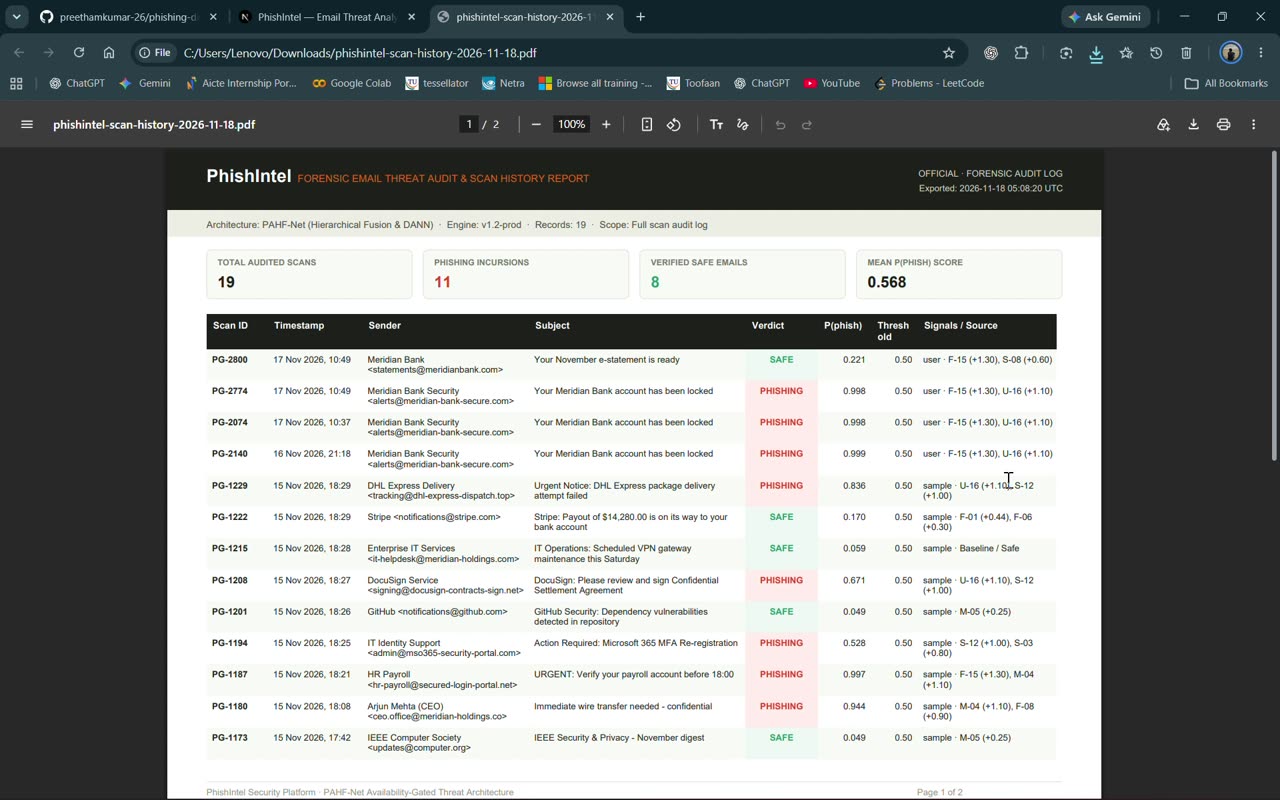 preethamkumar-26/phishing-di
PhishIntel — Email Threat Analy
phishintel-scan-history-2026-11
Ask Gemini
File
C:/Users/Lenovo/Downloads/phishintel-scan-history-2026-11-18.pdf
ChatGPT
Gemini
Aicte Internship Por...
Google Colab
tessellator
Netra
Browse all training -...
Toofaan
ChatGPT
YouTube
Problems - LeetCode
All Bookmarks
phishintel-scan-history-2026-11-18.pdf
1 / 2
100%
PhishIntel FORENSIC EMAIL THREAT AUDIT & SCAN HISTORY REPORT
OFFICIAL · FORENSIC AUDIT LOG
Exported: 2026-11-18 05:08:20 UTC
Architecture: PAHF-Net (Hierarchical Fusion & DANN) · Engine: v1.2-prod · Records: 19 · Scope: Full scan audit log
TOTAL AUDITED SCANS
19
PHISHING INCURSIONS
11
VERIFIED SAFE EMAILS
8
MEAN P(PHISH) SCORE
0.568
Scan ID Timestamp Sender Subject Verdict P(phish) Thresh Signals / Source
old
PG-2800 17 Nov 2026, 10:49 Meridian Bank Your November e-statement is ready SAFE 0.221 0.50 user · F-15 (+1.30), S-08 (+0.60)
<statements@meridianbank.com>
PG-2774 17 Nov 2026, 10:49 Meridian Bank Security Your Meridian Bank account has been locked PHISHING 0.998 0.50 user · F-15 (+1.30), U-16 (+1.10)
<alerts@meridian-bank-secure.com>
PG-2074 17 Nov 2026, 10:37 Meridian Bank Security Your Meridian Bank account has been locked PHISHING 0.998 0.50 user · F-15 (+1.30), U-16 (+1.10)
<alerts@meridian-bank-secure.com>
PG-2140 16 Nov 2026, 21:18 Meridian Bank Security Your Meridian Bank account has been locked PHISHING 0.999 0.50 user · F-15 (+1.30), U-16 (+1.10)
<alerts@meridian-bank-secure.com>
PG-1229 15 Nov 2026, 18:29 DHL Express Delivery Urgent Notice: DHL Express package delivery PHISHING 0.836 0.50 sample · U-16 (+1.10), S-12
<tracking@dhl-express-dispatch.top> attempt failed (+1.00)
PG-1222 15 Nov 2026, 18:29 Stripe <notifications@stripe.com> Stripe: Payout of $14,280.00 is on its way to your SAFE 0.170 0.50 sample · F-01 (+0.44), F-06
bank account (+0.30)
PG-1215 15 Nov 2026, 18:28 Enterprise IT Services IT Operations: Scheduled VPN gateway SAFE 0.059 0.50 sample · Baseline / Safe
<it-helpdesk@meridian-holdings.com> maintenance this Saturday
PG-1208 15 Nov 2026, 18:27 DocuSign Service DocuSign: Please review and sign Confidential PHISHING 0.671 0.50 sample · U-16 (+1.10), S-12
<signing@docusign-contracts-sign.net> Settlement Agreement (+1.00)
PG-1201 15 Nov 2026, 18:26 GitHub <notifications@github.com> GitHub Security: Dependency vulnerabilities SAFE 0.049 0.50 sample · M-05 (+0.25)
detected in repository
PG-1194 15 Nov 2026, 18:25 IT Identity Support Action Required: Microsoft 365 MFA Re-registration PHISHING 0.528 0.50 sample · S-12 (+1.00), S-03
<admin@mso365-security-portal.com> (+0.80)
PG-1187 15 Nov 2026, 18:21 HR Payroll URGENT: Verify your payroll account before 18:00 PHISHING 0.997 0.50 sample · F-15 (+1.30), M-04
<hr-payroll@secured-login-portal.net> (+1.10)
PG-1180 15 Nov 2026, 18:08 Arjun Mehta (CEO) Immediate wire transfer needed - confidential PHISHING 0.944 0.50 sample · M-04 (+1.10), F-08
<ceo.office@meridian-holdings.co> (+0.90)
PG-1173 15 Nov 2026, 17:42 IEEE Computer Society IEEE Security & Privacy - November digest SAFE 0.049 0.50 sample · M-05 (+0.25)
<updates@computer.org>
PhishIntel Security Platform · PAHF-Net Availability-Gated Threat Architecture
Page 1 of 2